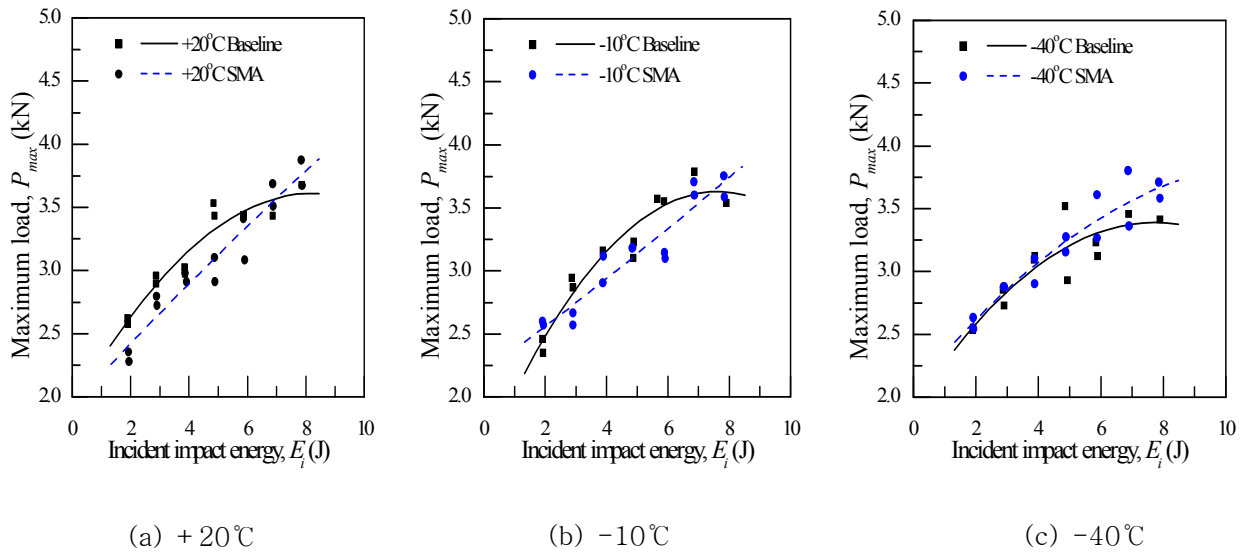 +20°C Baseline
+20°C SMA
Maximum load, Pmax (kN)
5.0
4.5
4.0
3.5
3.0
2.5
2.0
0 2 4 6 8 10
Incident impact energy, Ei (J)
(a) +20℃
-10°C Baseline
-10°C SMA
Maximum load, Pmax (kN)
5.0
4.5
4.0
3.5
3.0
2.5
2.0
0 2 4 6 8 10
Incident impact energy, Ei (J)
(b) -10℃
-40°C Baseline
-40°C SMA
Maximum load, Pmax (kN)
5.0
4.5
4.0
3.5
3.0
2.5
2.0
0 2 4 6 8 10
Incident impact energy, Ei (J)
(c) -40℃